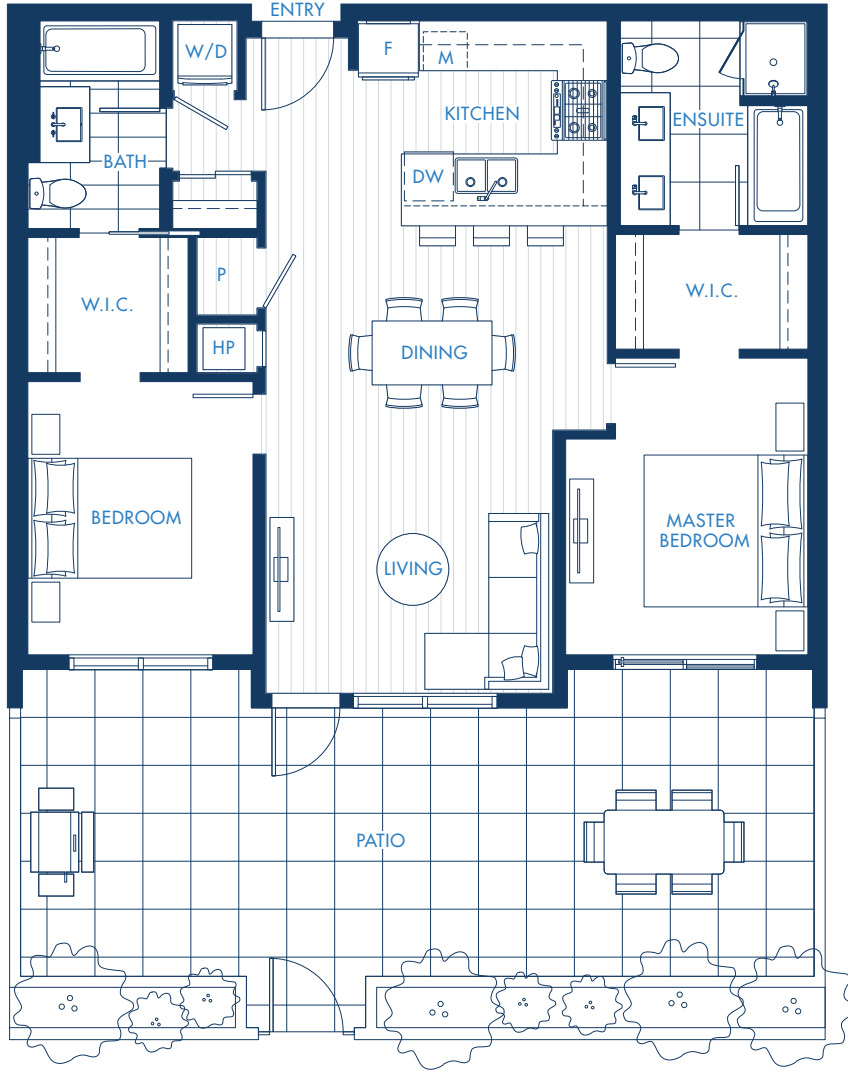 ENTRY
W/D
F
M
KITCHEN
ENSUITE
BATH
DW
P
W.I.C.
W.I.C.
HP
DINING
BEDROOM
MASTER
BEDROOM
LIVING
PATIO